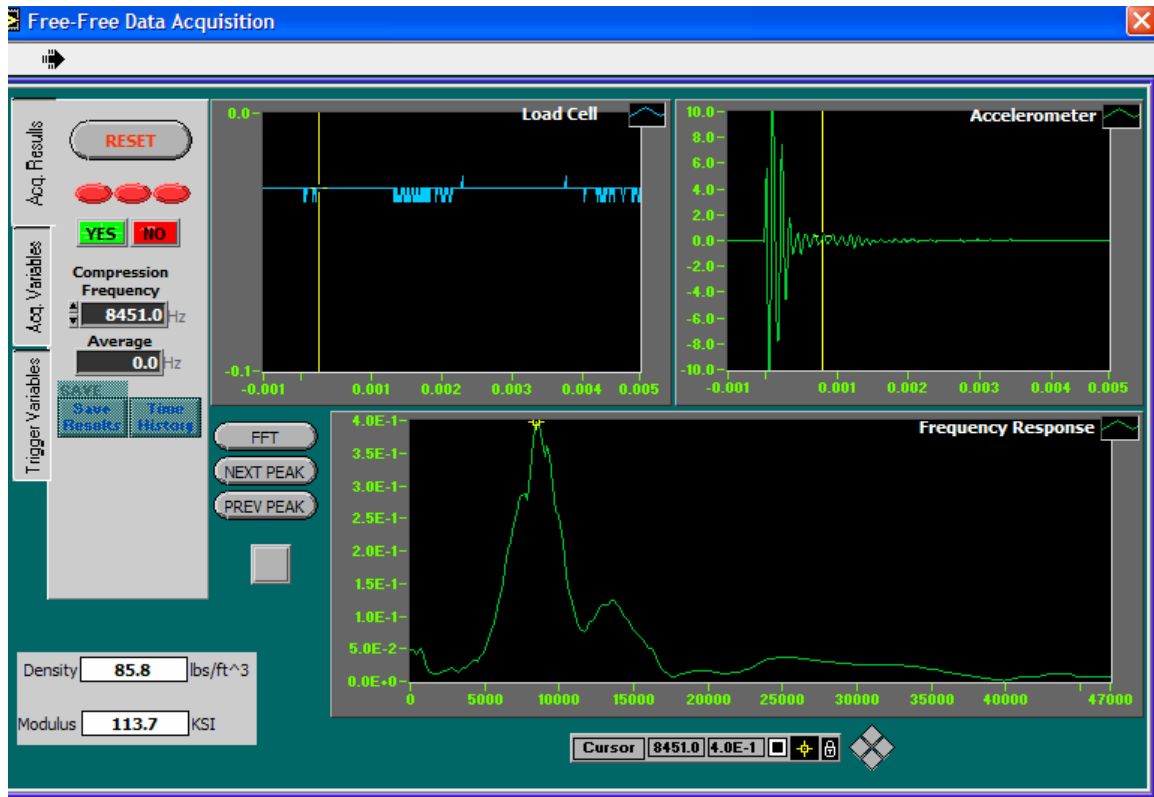 Free-Free Data Acquisition
Acq. Results
Acq. Variables
Trigger Variables
RESET
YES NO
Compression
Frequency
8451.0 Hz
Average
0.0 Hz
SAVE
Save Results
Time History
Load Cell
0.0
-0.1
-0.001 0.001 0.002 0.003 0.004 0.005
Accelerometer
10.0
8.0
6.0
4.0
2.0
0.0
-2.0
-4.0
-6.0
-8.0
-10.0
-0.001 0.001 0.002 0.003 0.004 0.005
FFT
NEXT PEAK
PREV PEAK
Frequency Response
4.0E-1
3.5E-1
3.0E-1
2.5E-1
2.0E-1
1.5E-1
1.0E-1
5.0E-2
0.0E+0
0 5000 10000 15000 20000 25000 30000 35000 40000 47000
Density 85.8 lbs/ft^3
Modulus 113.7 KSI
Cursor 8451.0 4.0E-1